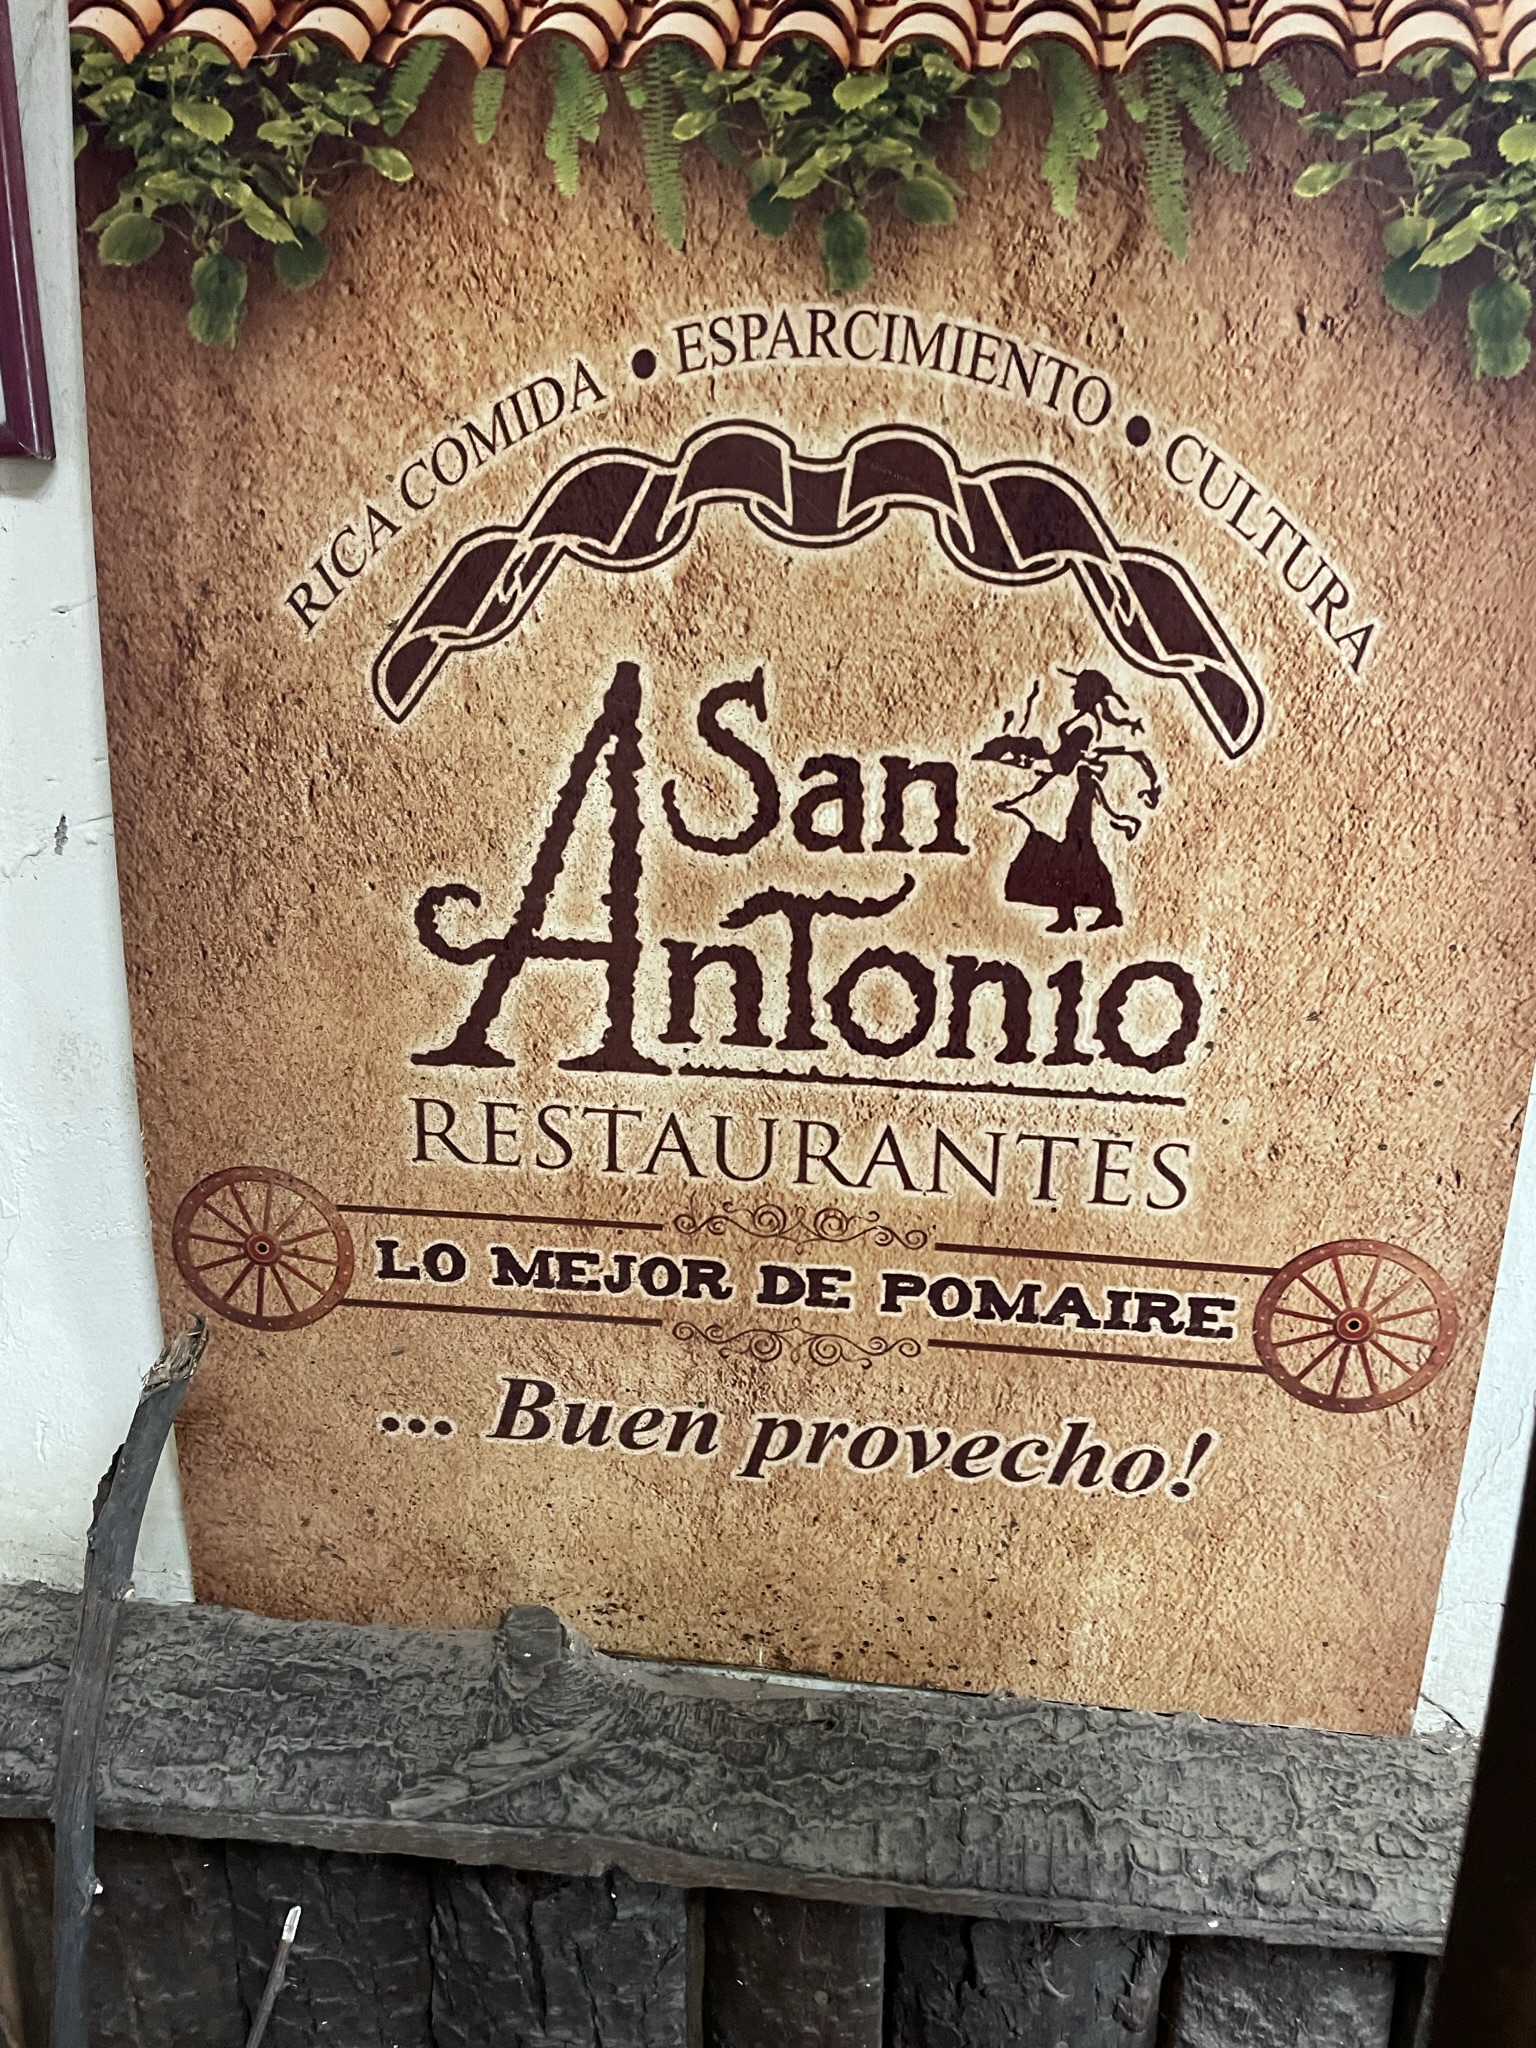 RICA COMIDA • ESPARCIMIENTO • CULTURA
San
Antonio
RESTAURANTES
LO MEJOR DE POMAIRE
... Buen provecho!